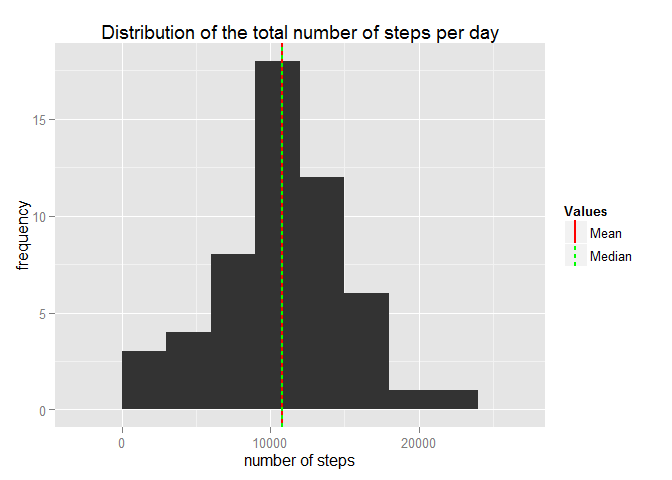 Distribution of the total number of steps per day
frequency
15
10
5
0
0
10000
20000
number of steps
Values
Mean
Median